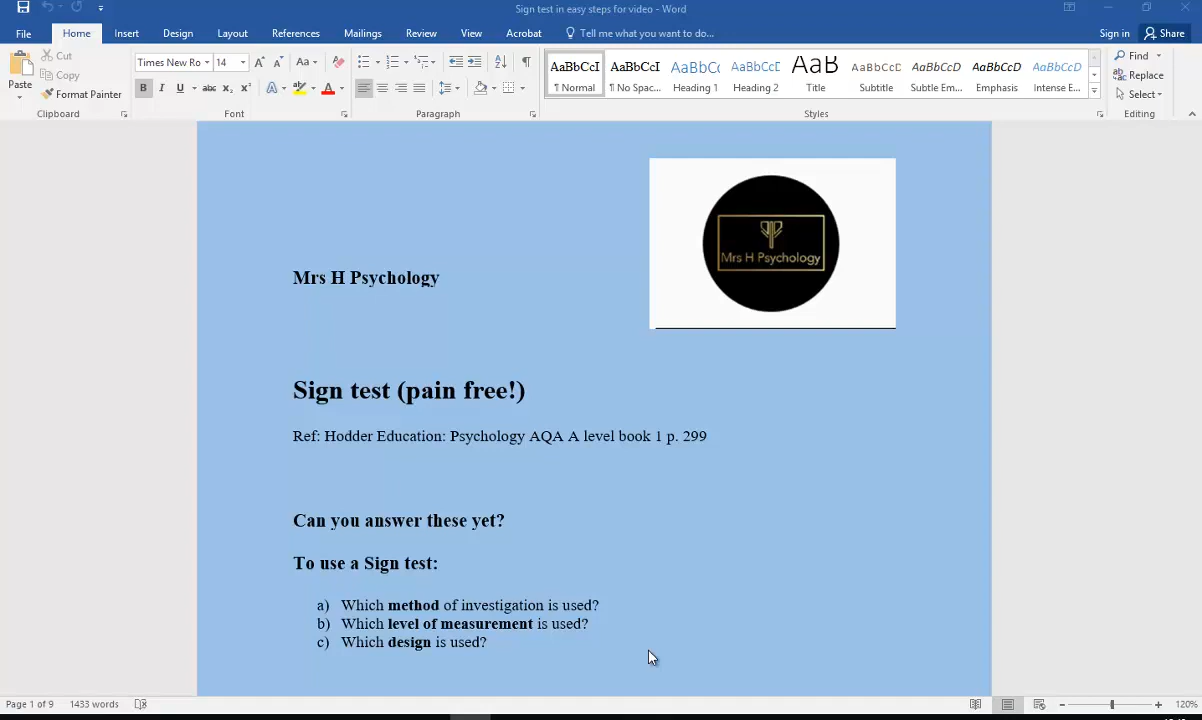 Sign test in easy steps for video - Word
File Home Insert Design Layout References Mailings Review View Acrobat Tell me what you want to do... Sign in Share
Paste
Cut
Copy
Format Painter
Clipboard
Times New Ro 14 Aa
B I U abc x₂ x² A A
Font
Paragraph
AaBbCcI AaBbCcI AaBbCc AaBbCcD AaB AaBbCcD AaBbCcD AaBbCcD AaBbCcD
¶ Normal ¶ No Spac... Heading 1 Heading 2 Title Subtitle Subtle Em... Emphasis Intense E...
Styles
Find
Replace
Select
Editing
Mrs H Psychology
Mrs H Psychology
Sign test (pain free!)
Ref: Hodder Education: Psychology AQA A level book 1 p. 299
Can you answer these yet?
To use a Sign test:
a) Which method of investigation is used?
b) Which level of measurement is used?
c) Which design is used?
Page 1 of 9 1433 words 120%